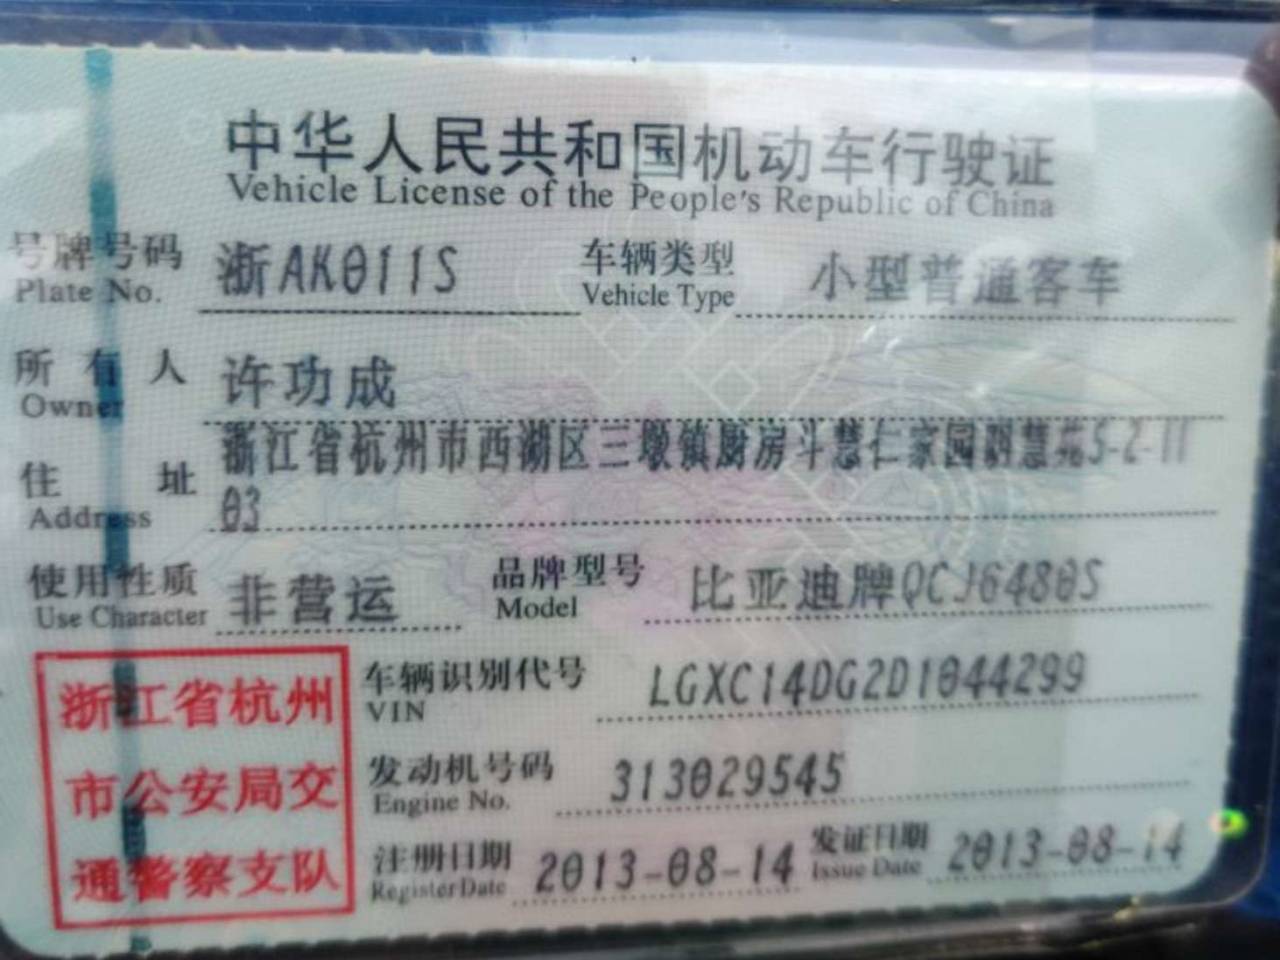 中华人民共和国机动车行驶证
Vehicle License of the People's Republic of China
号牌号码 浙AK011S 车辆类型 小型普通客车
Plate No. Vehicle Type
所有人 许功成
Owner
浙江省杭州市西湖区三墩镇厨房斗慧仁家园朗慧苑5-2-11
住址 03
Address
使用性质 非营运 品牌型号 比亚迪牌QCJ6480S
Use Character Model
浙江省杭州 车辆识别代号 LGXC14DG2D1044299
VIN
市公安局交 发动机号码 313029545
Engine No.
通警察支队 注册日期 2013-08-14 发证日期 2013-08-14
Register Date Issue Date